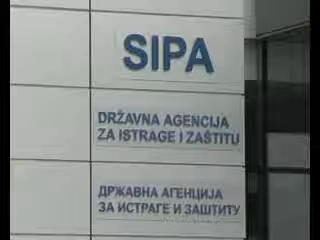 SIPA
DRŽAVNA AGENCIJA
ZA ISTRAGE I ZAŠTITU
ДРЖАВНА АГЕНЦИЈА
ЗА ИСТРАГЕ И ЗАШТИТУ